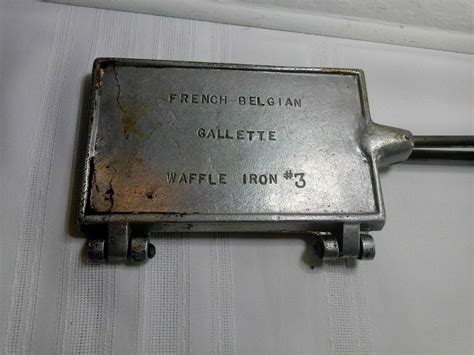 FRENCH-BELGIAN
GALLETTE
WAFFLE IRON #3